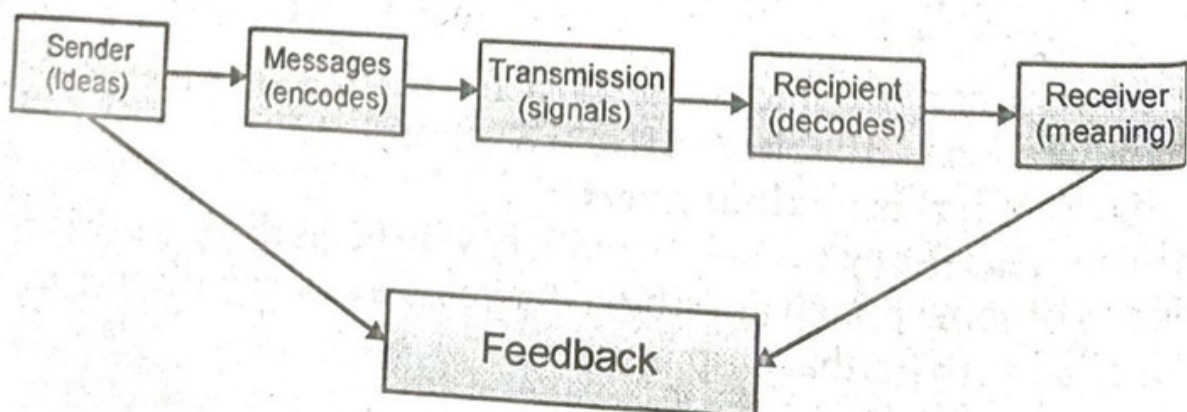 Sender
(Ideas)
Messages
(encodes)
Transmission
(signals)
Recipient
(decodes)
Receiver
(meaning)
Feedback